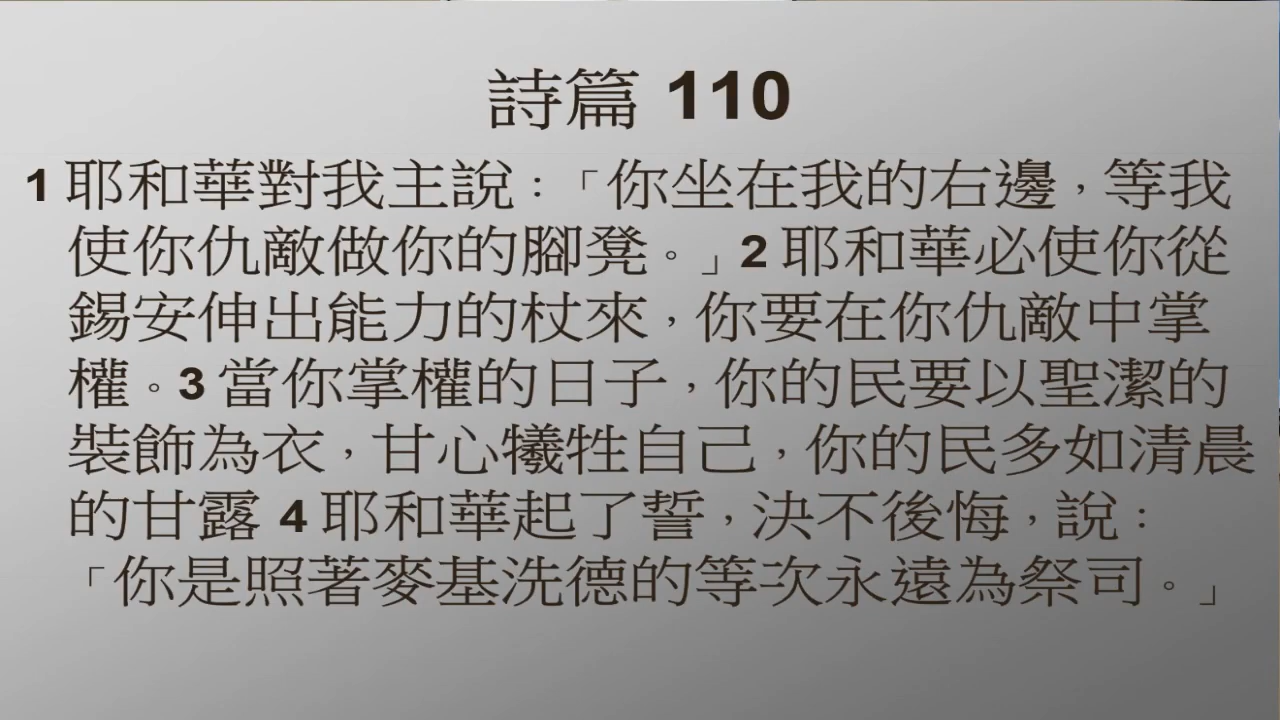 詩篇 110
1 耶和華對我主說：「你坐在我的右邊，等我
使你仇敵做你的腳凳。」2 耶和華必使你從
錫安伸出能力的杖來，你要在你仇敵中掌
權。3 當你掌權的日子，你的民要以聖潔的
裝飾為衣，甘心犧牲自己，你的民多如清晨
的甘露 4 耶和華起了誓，決不後悔，說：
「你是照著麥基洗德的等次永遠為祭司。」